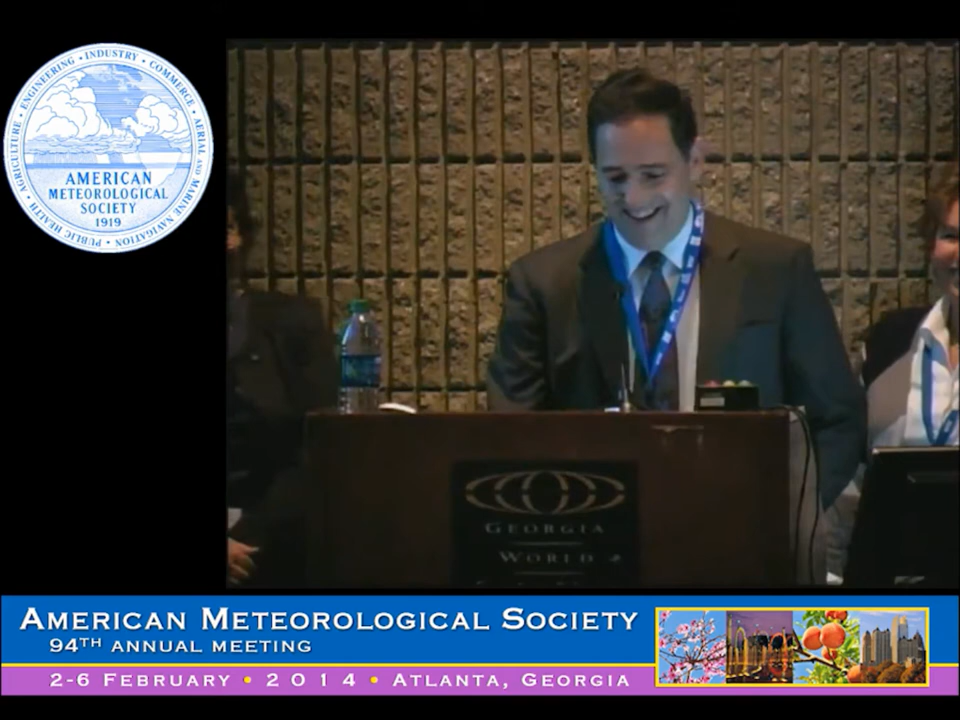 AGRICULTURE • ENGINEERING • INDUSTRY • COMMERCE • AERIAL AND MARINE NAVIGATION • PUBLIC HEALTH •
AMERICAN
METEOROLOGICAL
SOCIETY
1919
GEORGIA
WORLD
AMERICAN METEOROLOGICAL SOCIETY
94TH ANNUAL MEETING
2-6 FEBRUARY • 2014 • ATLANTA, GEORGIA